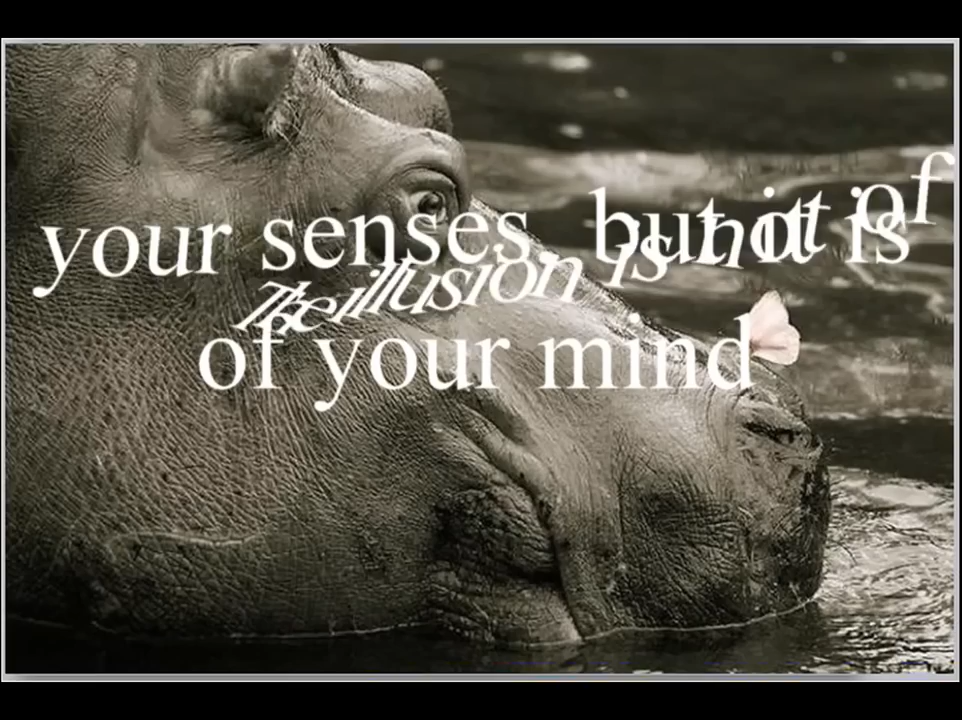 The illusion is not of
your senses, but it is
of your mind